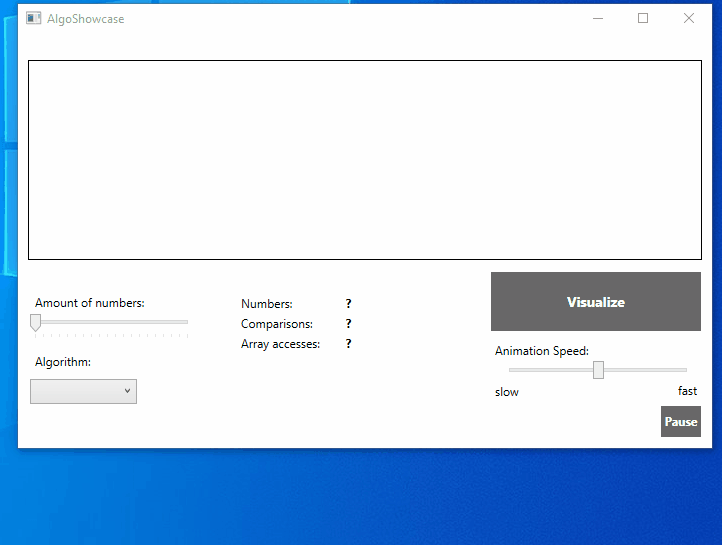 AlgoShowcase
Amount of numbers:
Algorithm:
Numbers: ?
Comparisons: ?
Array accesses: ?
Visualize
Animation Speed:
slow fast
Pause